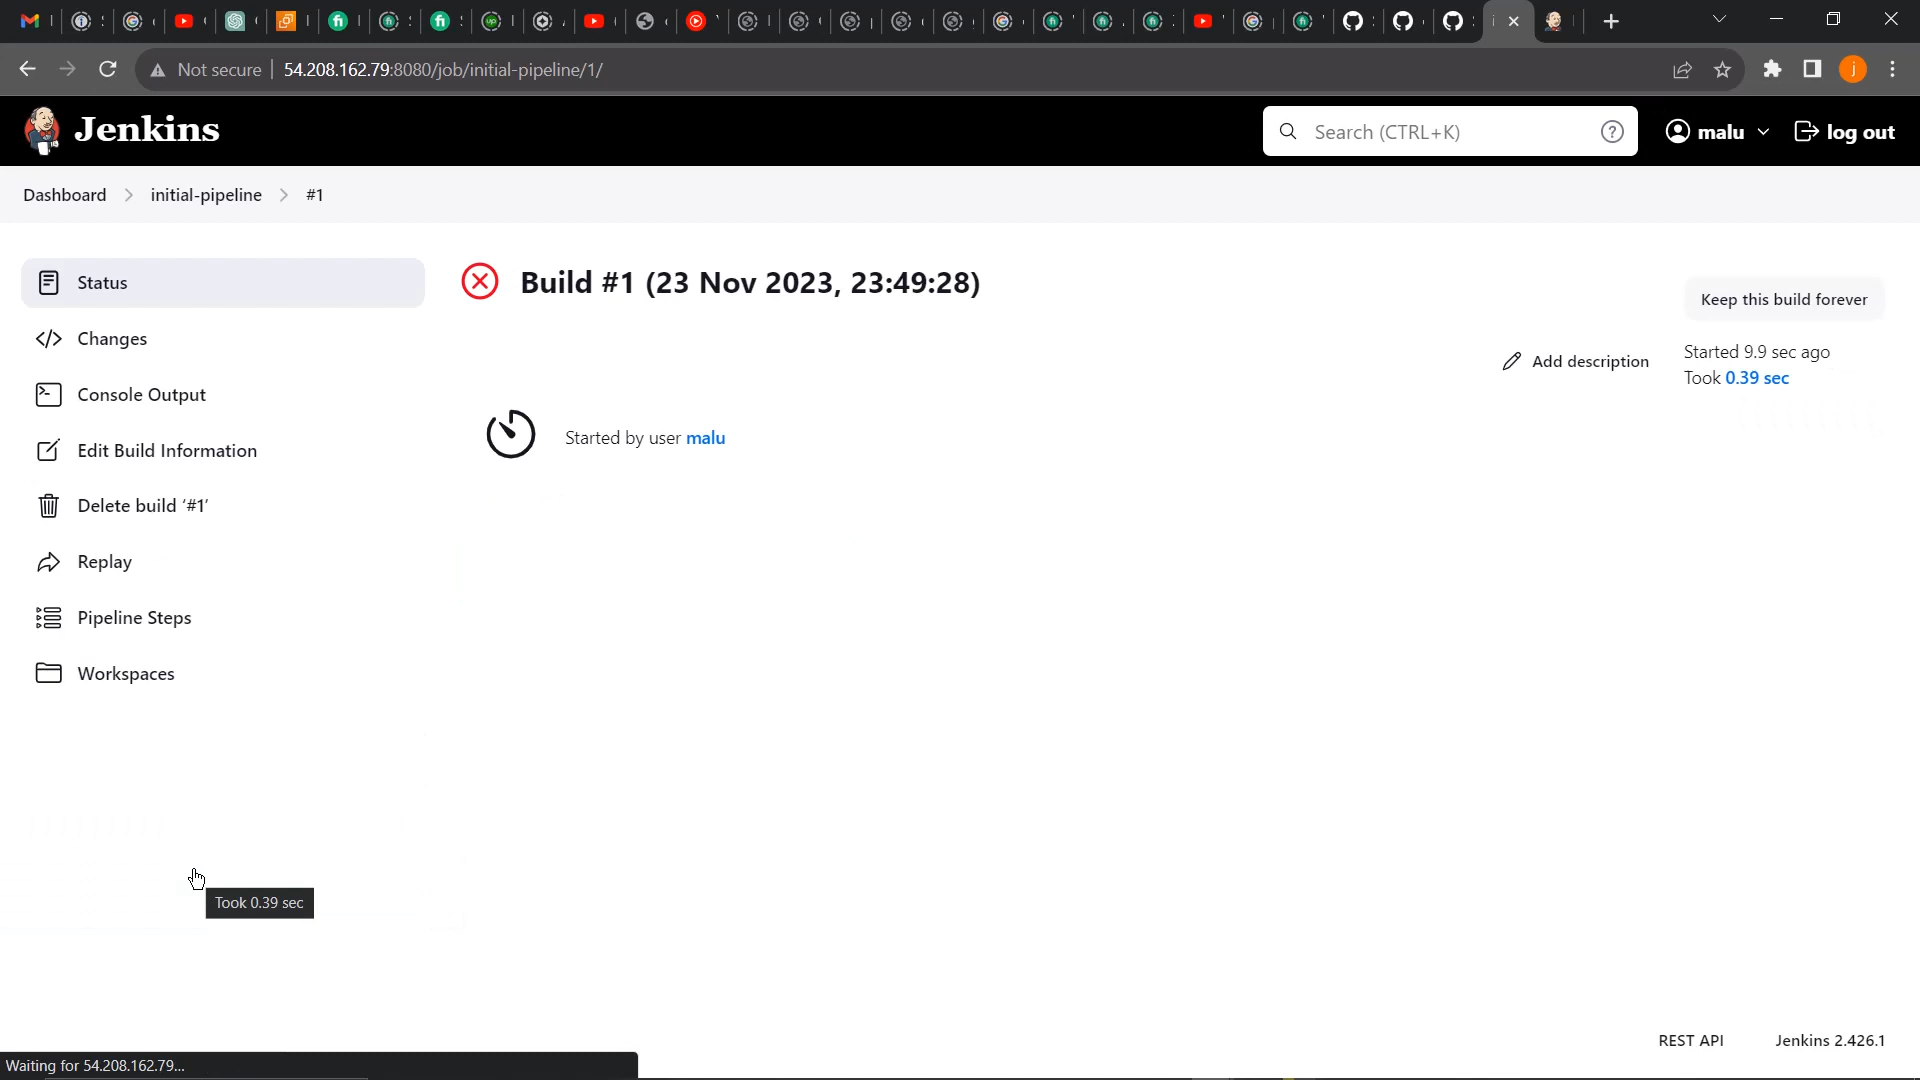 Not secure
54.208.162.79:8080/job/initial-pipeline/1/
j
Jenkins
Search (CTRL+K)
malu
log out
Dashboard
initial-pipeline
#1
Status
Changes
Console Output
Edit Build Information
Delete build ‘#1’
Replay
Pipeline Steps
Workspaces
Build #1 (23 Nov 2023, 23:49:28)
Keep this build forever
Add description
Started 9.9 sec ago
Took 0.39 sec
Started by user malu
Took 0.39 sec
REST API
Jenkins 2.426.1
Waiting for 54.208.162.79...